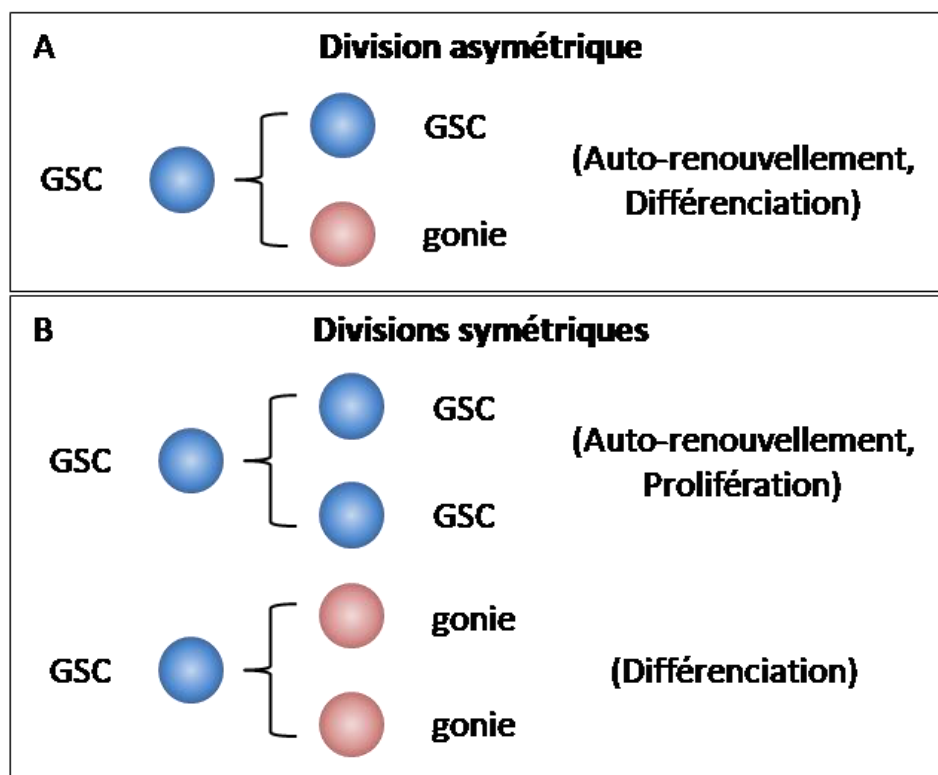 A
Division asymétrique
GSC
GSC
gonie
(Auto-renouvellement,
Différenciation)
B
Divisions symétriques
GSC
GSC
GSC
(Auto-renouvellement,
Prolifération)
GSC
gonie
gonie
(Différenciation)